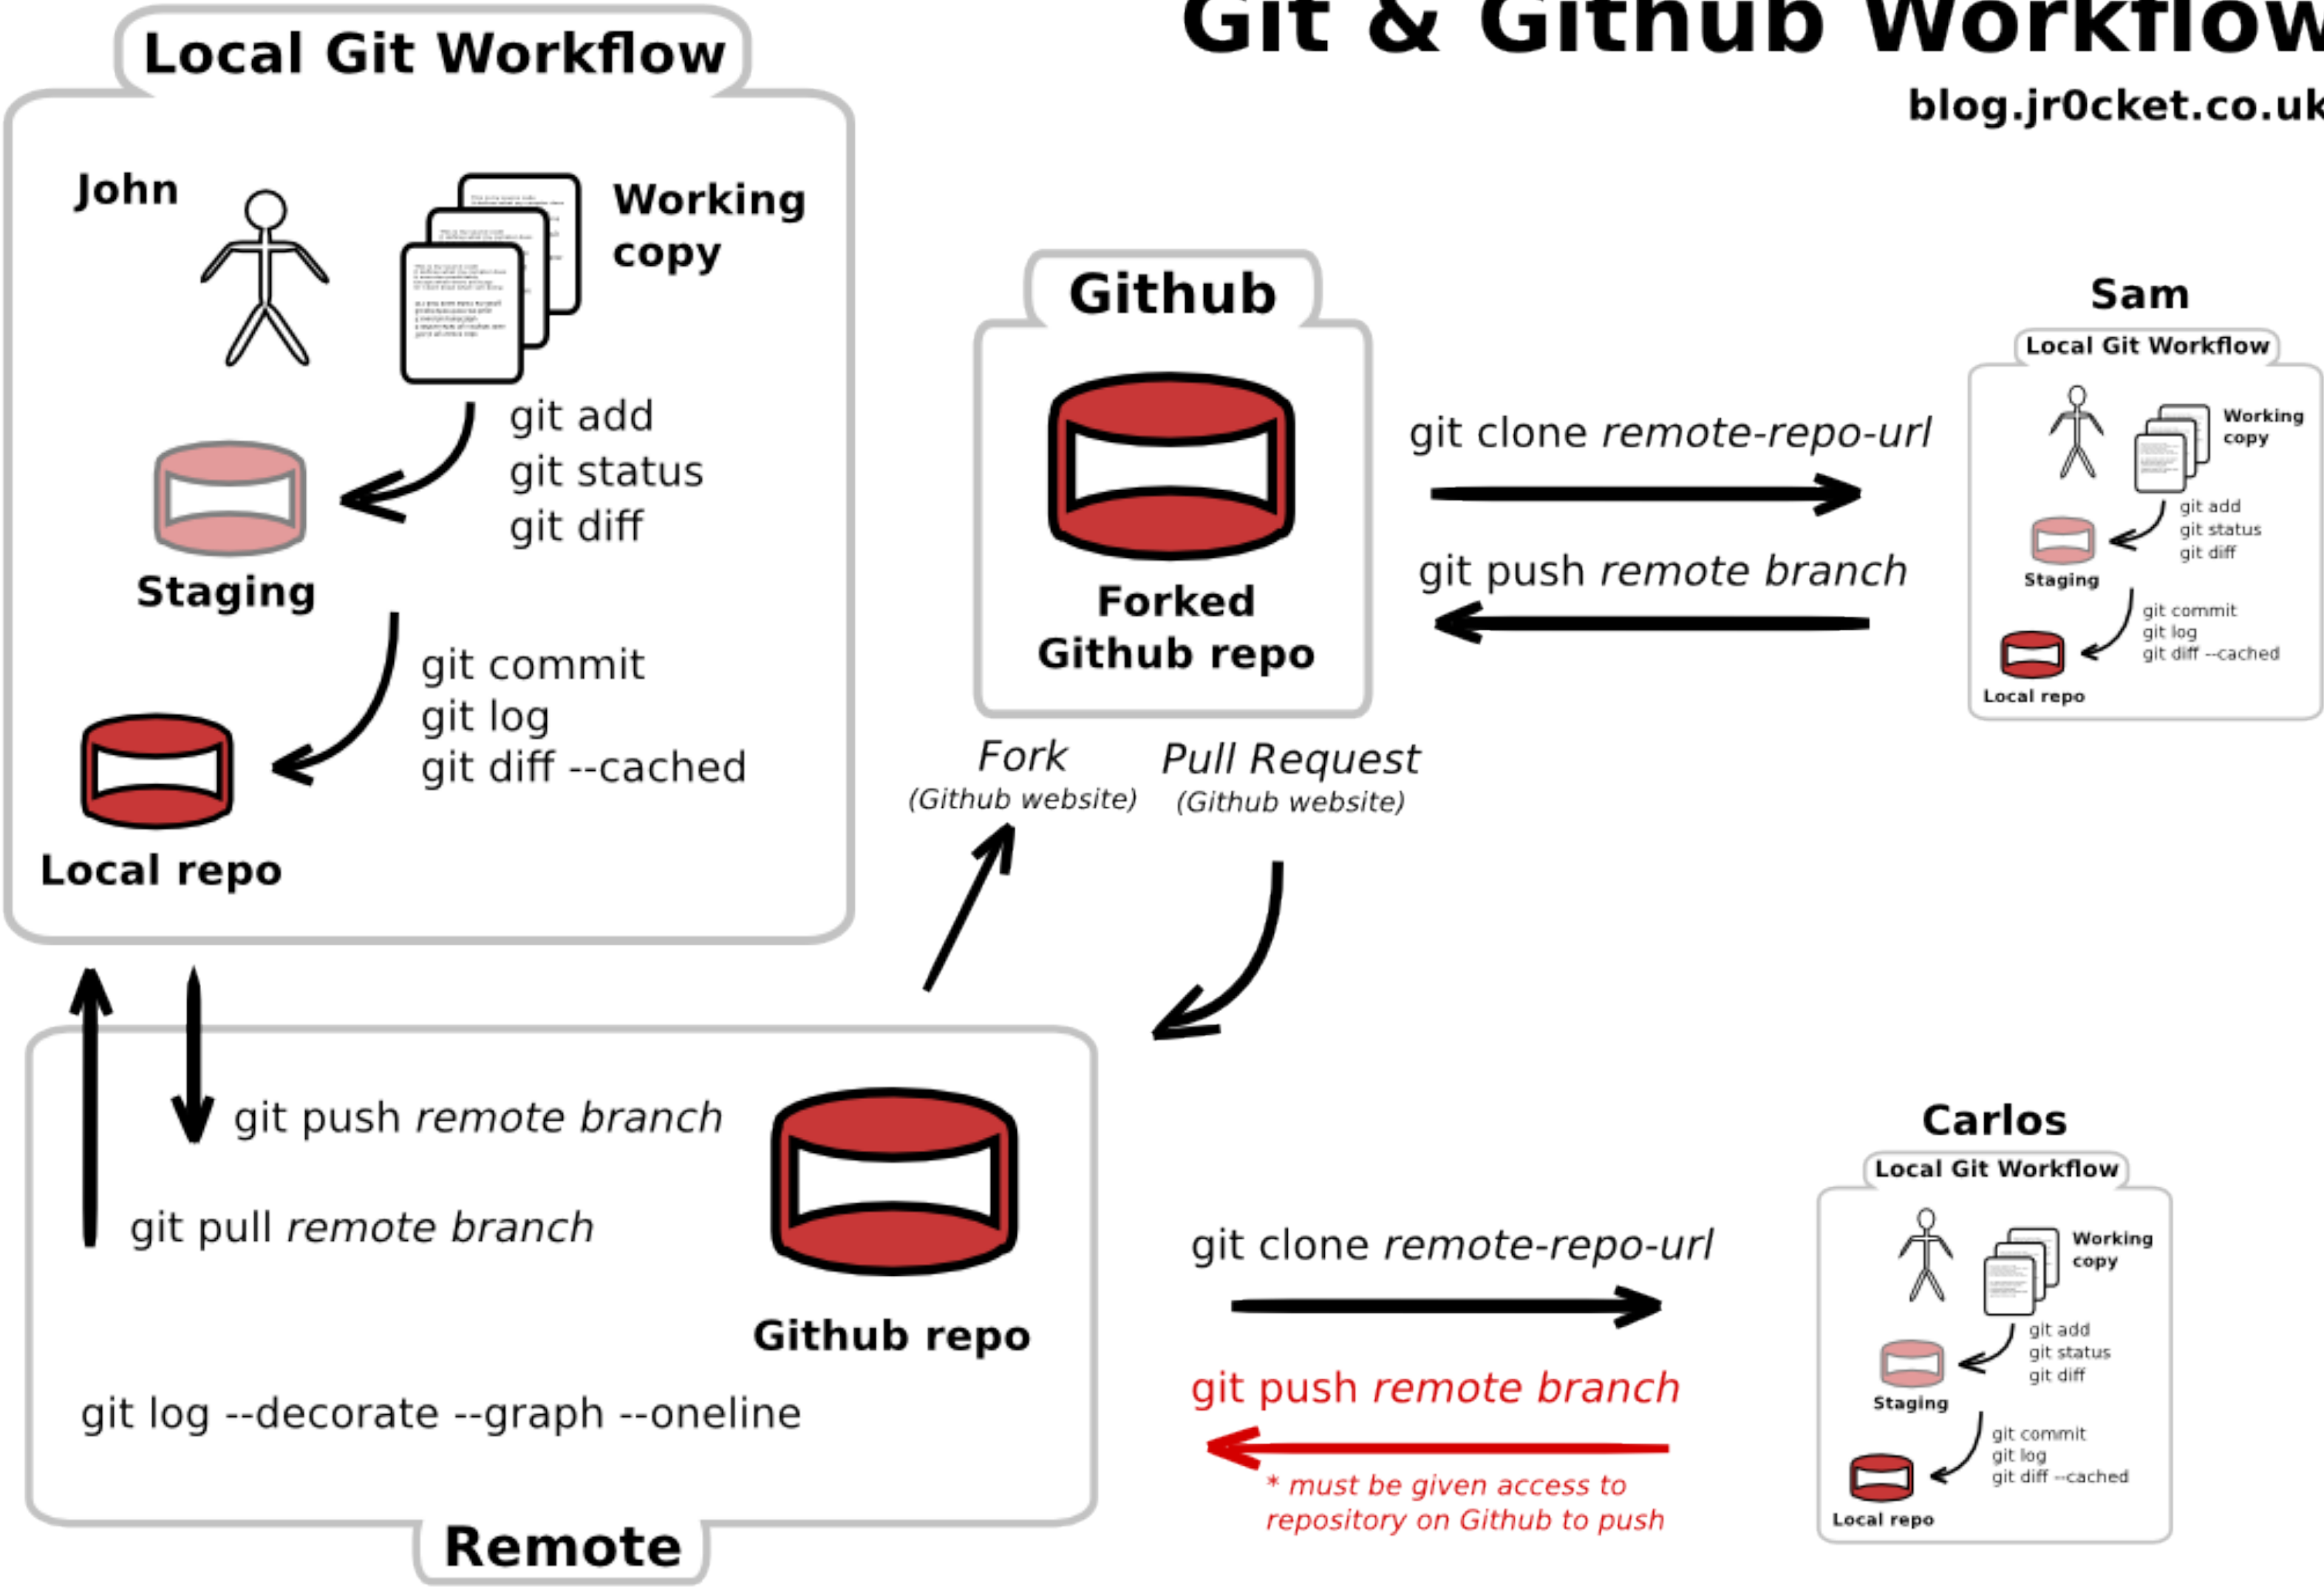 Git & Github Workflow
blog.jr0cket.co.uk
Local Git Workflow
John
Working
copy
git add
git status
git diff
Staging
git commit
git log
git diff --cached
Local repo
Github
Forked
Github repo
Fork
(Github website)
Pull Request
(Github website)
git clone remote-repo-url
git push remote branch
Sam
Local Git Workflow
Working
copy
git add
git status
git diff
Staging
git commit
git log
git diff --cached
Local repo
git push remote branch
git pull remote branch
Github repo
git log --decorate --graph --oneline
Remote
git clone remote-repo-url
git push remote branch
* must be given access to
repository on Github to push
Carlos
Local Git Workflow
Working
copy
git add
git status
git diff
Staging
git commit
git log
git diff --cached
Local repo